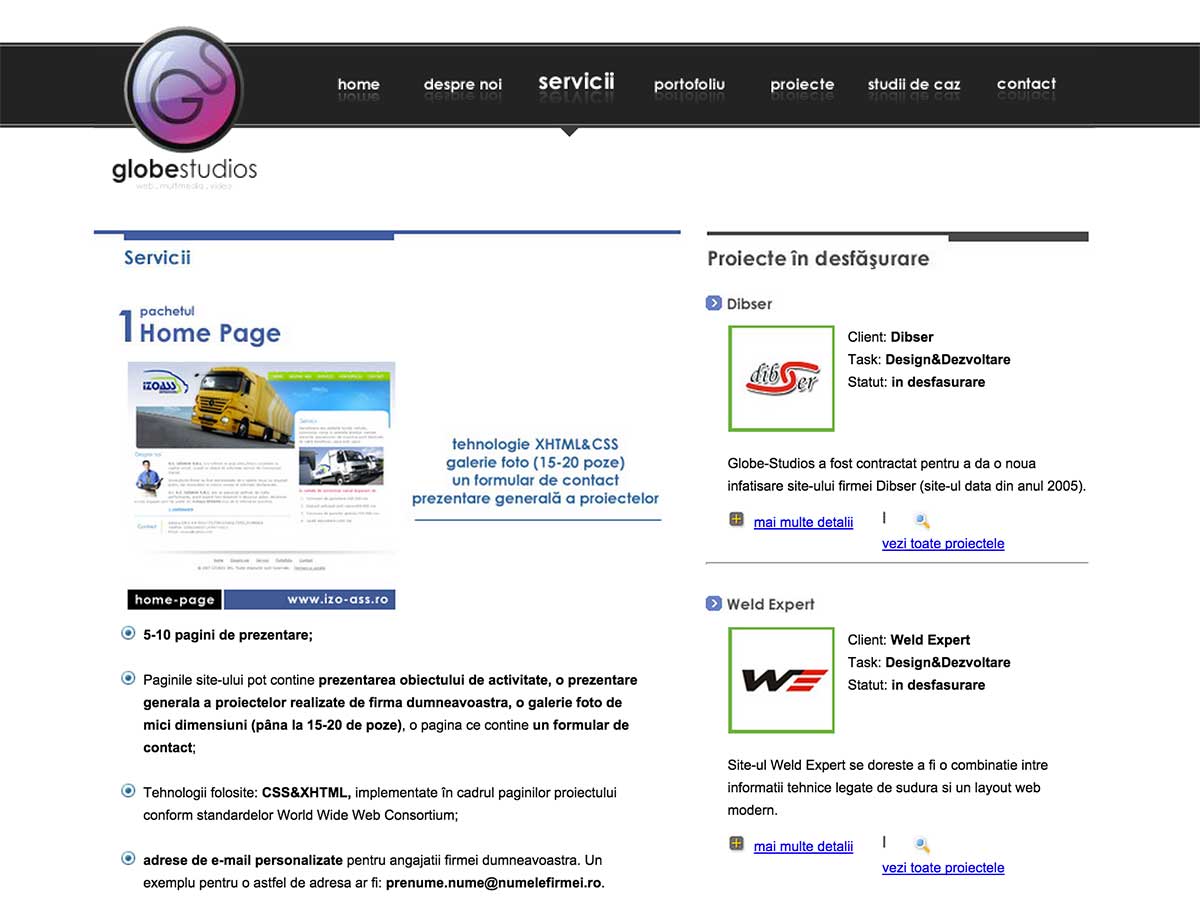 home despre noi servicii portofoliu proiecte studii de caz contact
globestudios
web . multimedia . video
Servicii
1 pachetul
Home Page
IZOASS
Servicii
Despre noi
Contact
tehnologie XHTML&CSS
galerie foto (15-20 poze)
un formular de contact
prezentare generală a proiectelor
home-page www.izo-ass.ro
5-10 pagini de prezentare;
Paginile site-ului pot contine prezentarea obiectului de activitate, o prezentare
generala a proiectelor realizate de firma dumneavoastra, o galerie foto de
mici dimensiuni (pâna la 15-20 de poze), o pagina ce contine un formular de
contact;
Tehnologii folosite: CSS&XHTML, implementate în cadrul paginilor proiectului
conform standardelor World Wide Web Consortium;
adrese de e-mail personalizate pentru angajatii firmei dumneavoastra. Un
exemplu pentru o astfel de adresa ar fi: prenume.nume@numelefirmei.ro.
Proiecte în desfăşurare
Dibser
dibSer
Client: Dibser
Task: Design&Dezvoltare
Statut: in desfasurare
Globe-Studios a fost contractat pentru a da o noua
infatisare site-ului firmei Dibser (site-ul data din anul 2005).
mai multe detalii |
vezi toate proiectele
Weld Expert
WE
Client: Weld Expert
Task: Design&Dezvoltare
Statut: in desfasurare
Site-ul Weld Expert se doreste a fi o combinatie intre
informatii tehnice legate de sudura si un layout web
modern.
mai multe detalii |
vezi toate proiectele